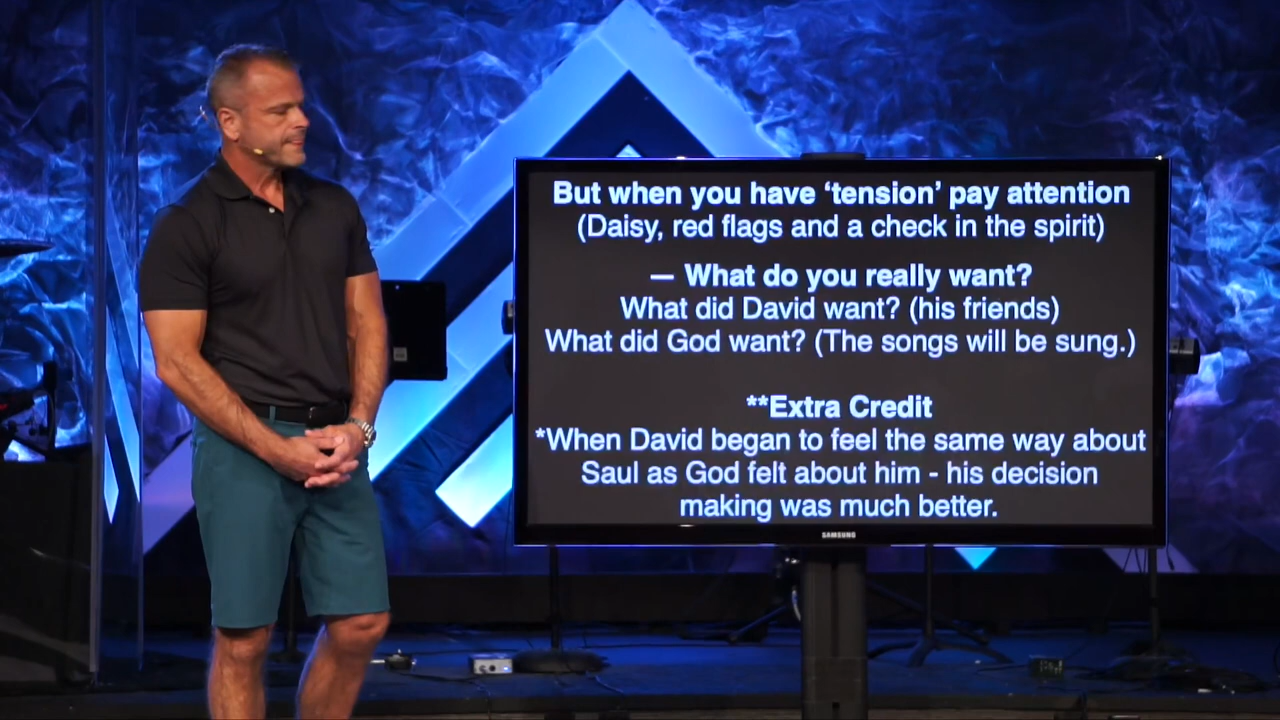 But when you have ‘tension’ pay attention
(Daisy, red flags and a check in the spirit)
— What do you really want?
What did David want? (his friends)
What did God want? (The songs will be sung.)
**Extra Credit
*When David began to feel the same way about
Saul as God felt about him - his decision
making was much better.
SAMSUNG